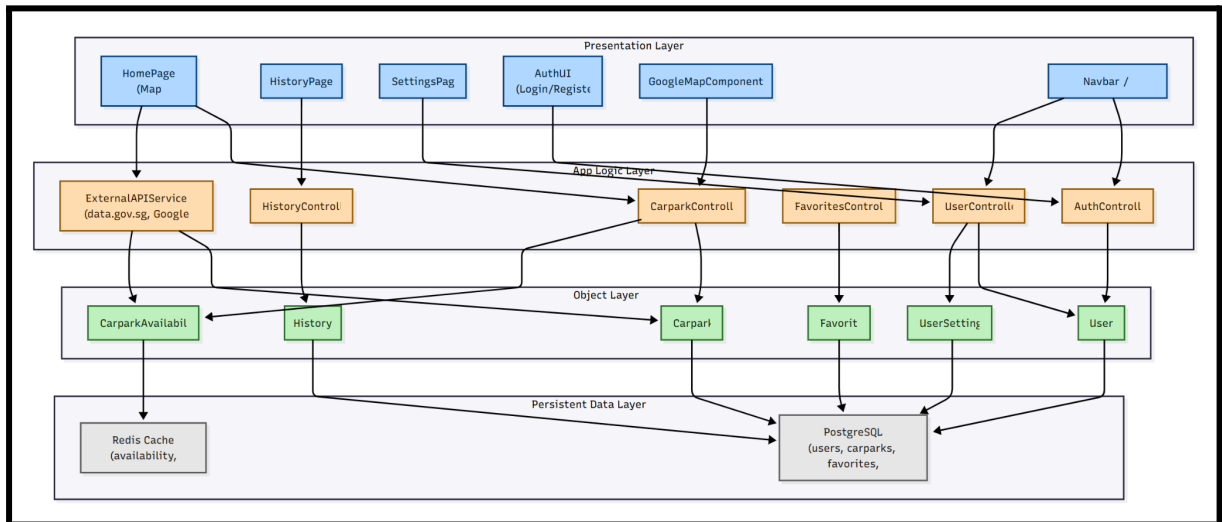 Presentation Layer
HomePage
(Map
HistoryPage
SettingsPag
AuthUI
(Login/Registe
GoogleMapComponent
Navbar /
App Logic Layer
ExternalAPIService
(data.gov.sg, Google
HistoryControl
CarparkControll
FavoritesControl
UserControlle
AuthControll
Object Layer
CarparkAvailabil
History
Carpark
Favorit
UserSetting
User
Persistent Data Layer
Redis Cache
(availability,
PostgreSQL
(users, carparks,
favorites,